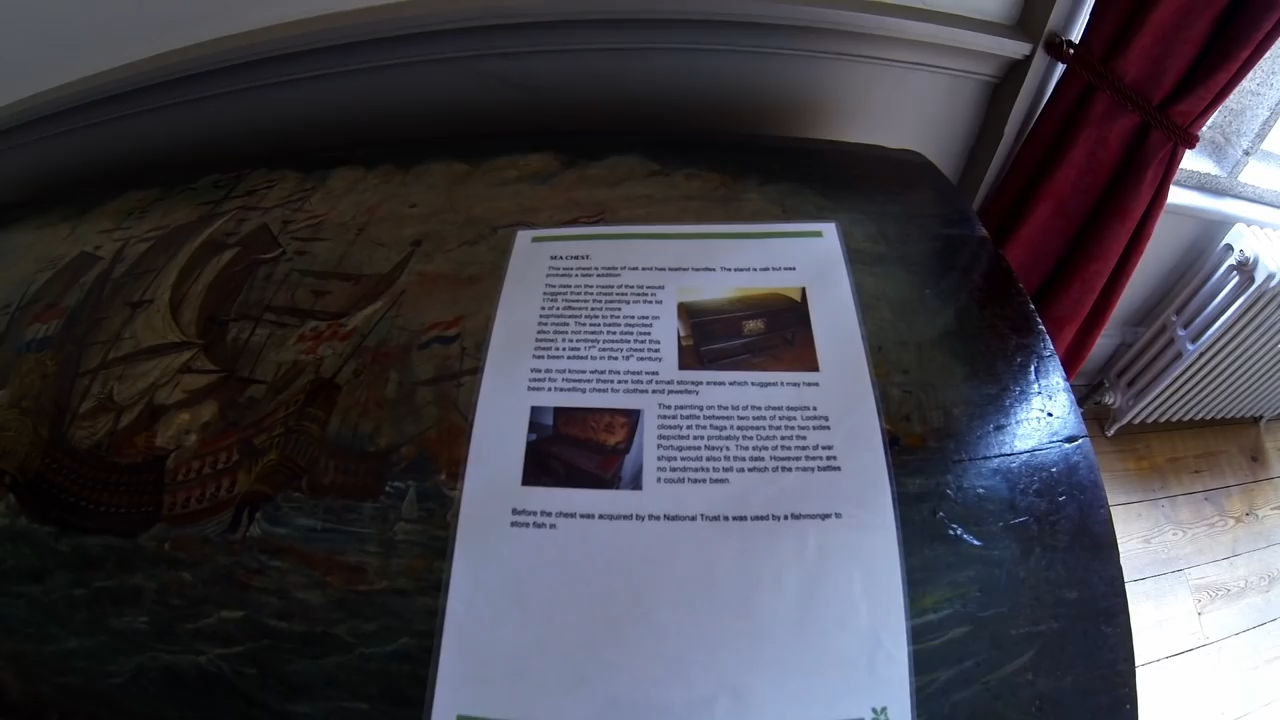 SEA CHEST.
This sea chest is made of oak and has leather handles. The stand is oak but was
probably a later addition
The date on the inside of the lid would
suggest that the chest was made in
1749. However the painting on the lid
is of a different and more
sophisticated style to the one use on
the inside. The sea battle depicted
also does not match the date (see
below). It is entirely possible that this
chest is a late 17th century chest that
has been added to in the 18th century.
We do not know what this chest was
used for. However there are lots of small storage areas which suggest it may have
been a travelling chest for clothes and jewellery.
The painting on the lid of the chest depicts a
naval battle between two sets of ships. Looking
closely at the flags it appears that the two sides
depicted are probably the Dutch and the
Portuguese Navy's. The style of the man of war
ships would also fit this date. However there are
no landmarks to tell us which of the many battles
it could have been.
Before the chest was acquired by the National Trust is was used by a fishmonger to
store fish in.